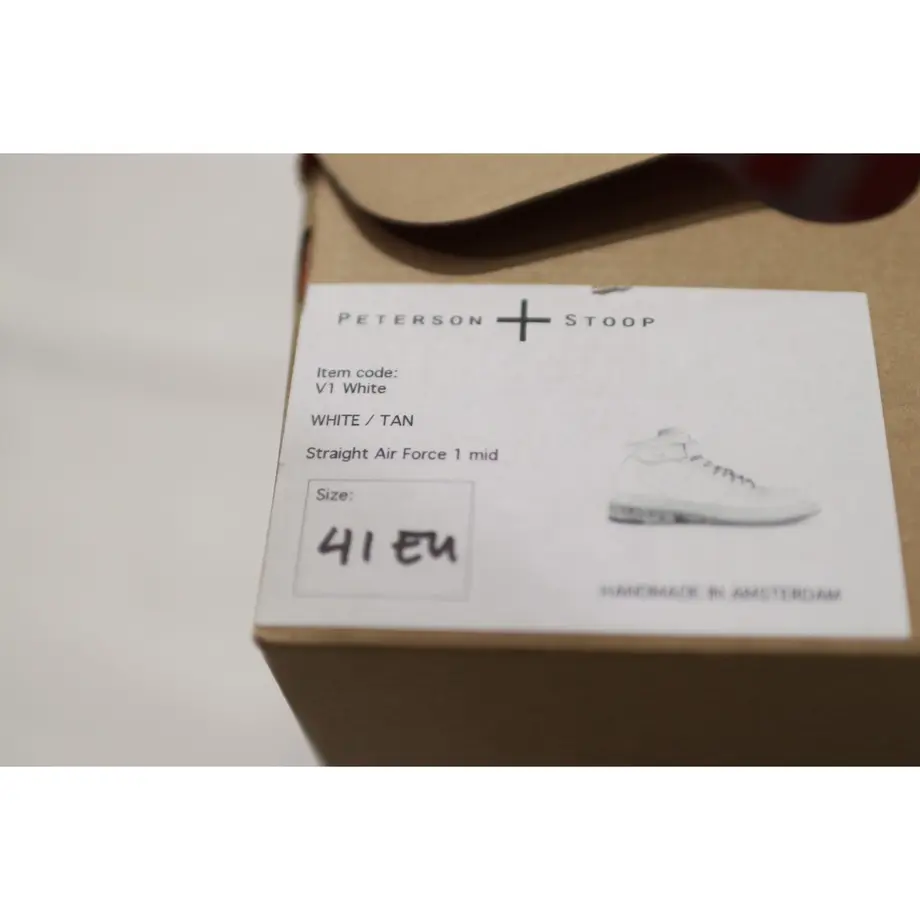 PETERSON + STOOP
Item code:
V1 White
WHITE / TAN
Straight Air Force 1 mid
Size:
41 EU
HANDMADE IN AMSTERDAM